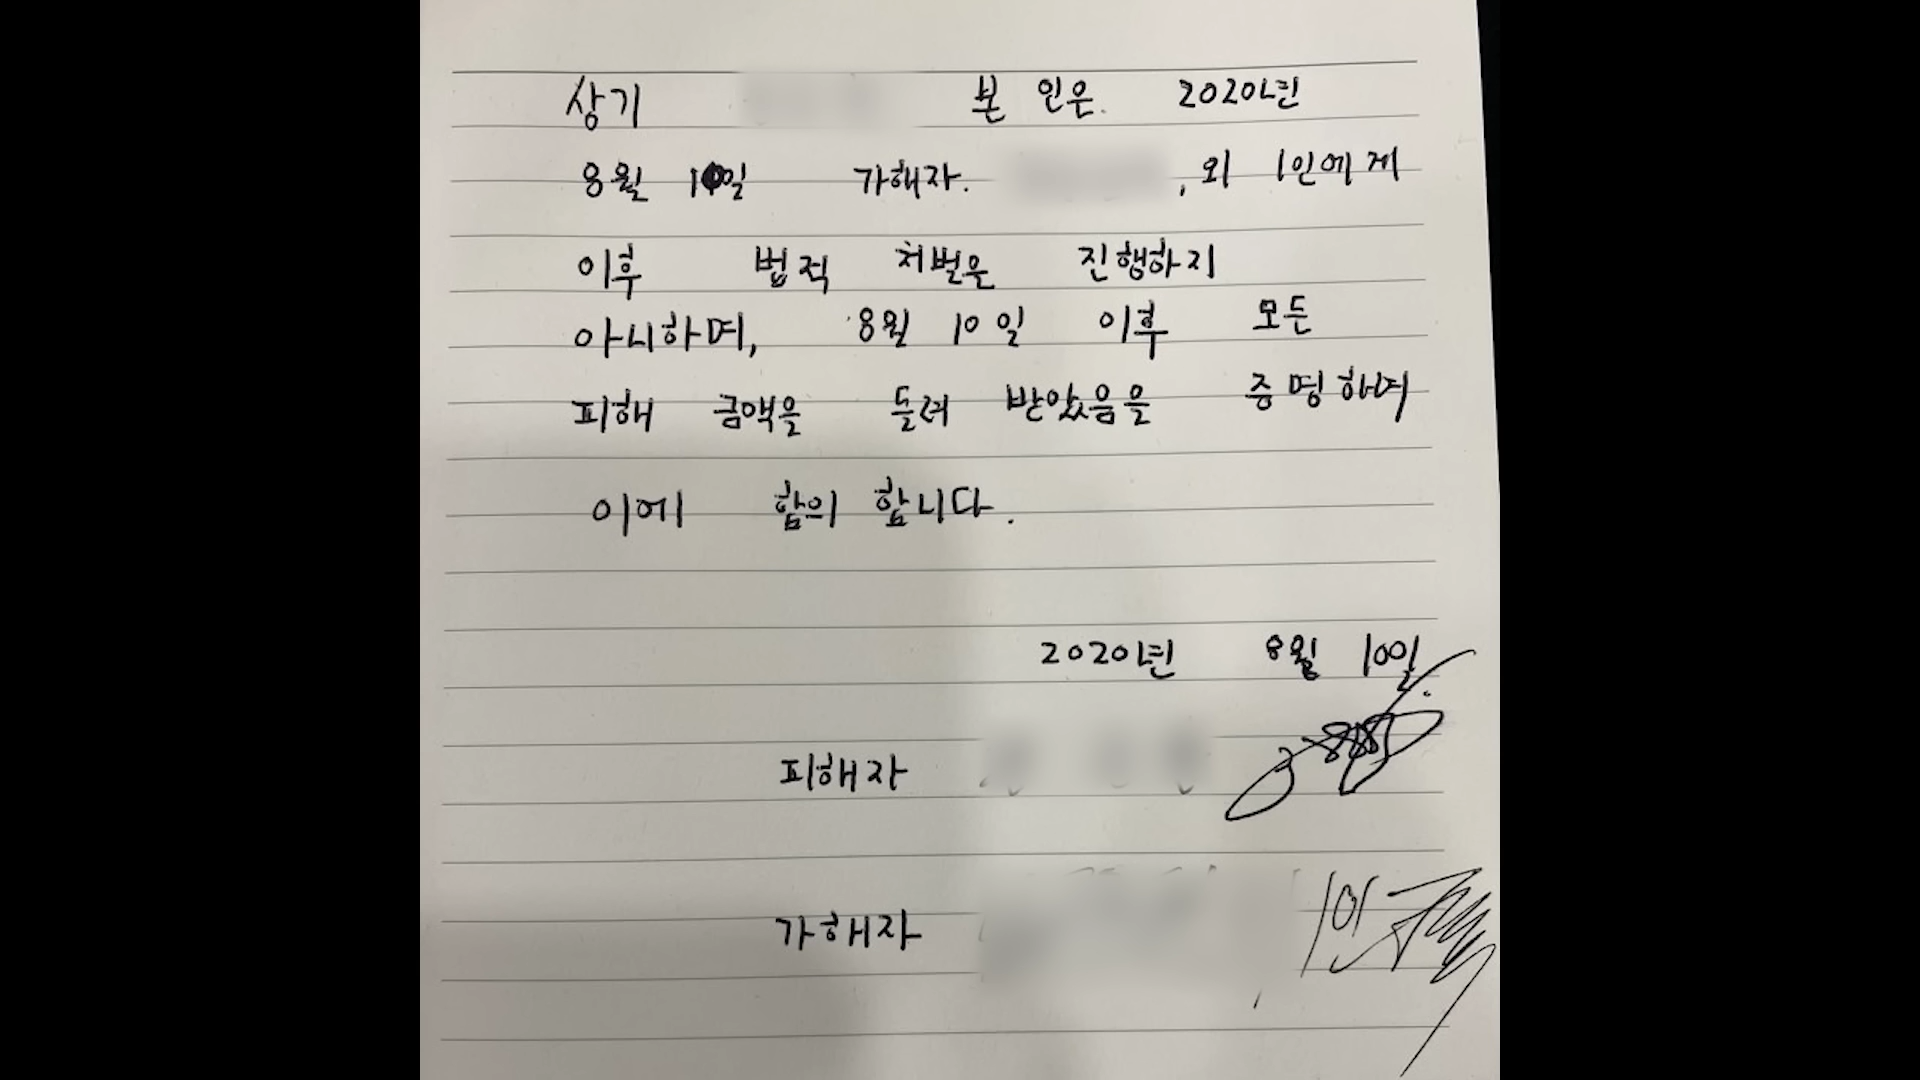 상기 본인은. 2020년
8월 10일 가해자. , 외 1인에게
이후 법적 처벌은 진행하지
아니하며, 8월 10일 이후 모든
피해 금액을 돌려 받았음을 증명하며
이에 합의 합니다.
2020년 8월 10일.
피해자
가해자 1인